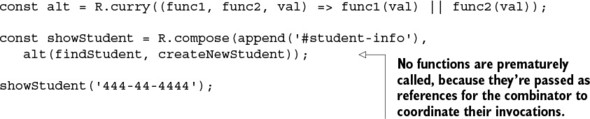 const alt = R.curry((func1, func2, val) => func1(val) || func2(val));
const showStudent = R.compose(append('#student-info'),
   alt(findStudent, createNewStudent));
showStudent('444-44-4444');
No functions are prematurely
called, because they're passed as
references for the combinator to
coordinate their invocations.